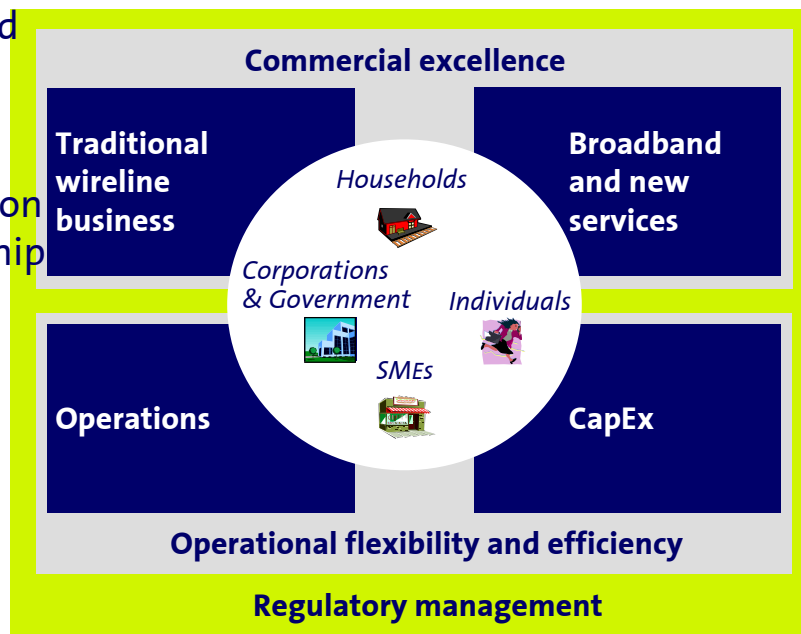 Commercial excellence
Traditional
wireline
business
Broadband
and new
services
Households
Corporations
& Government
Individuals
SMEs
Operations
CapEx
Operational flexibility and efficiency
Regulatory management